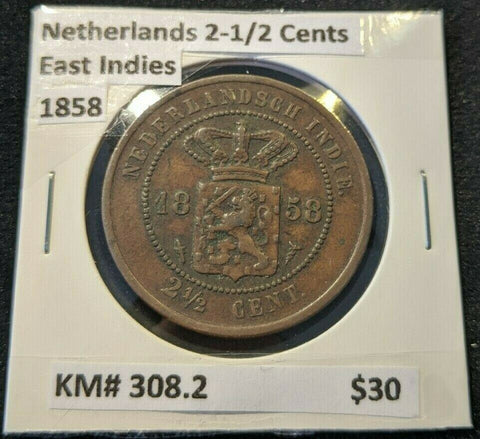 Netherlands 2-1/2 Cents
East Indies
1858
NEDERLANDSCH INDIE.
18 58
2½ CENT.
KM# 308.2 $30